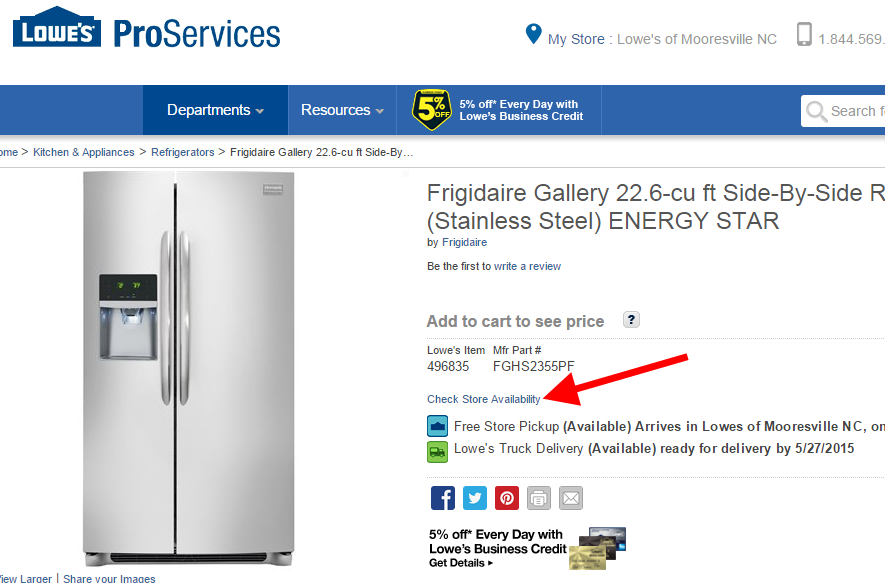 LOWE'S ProServices
My Store : Lowe's of Mooresville NC
1.844.569.
Departments
Resources
5% OFF
5% off* Every Day with
Lowe's Business Credit
Search f
ome > Kitchen & Appliances > Refrigerators > Frigidaire Gallery 22.6-cu ft Side-By…
Frigidaire Gallery 22.6-cu ft Side-By-Side R
(Stainless Steel) ENERGY STAR
by Frigidaire
Be the first to write a review
Add to cart to see price ?
Lowe's Item Mfr Part #
496835 FGHS2355PF
Check Store Availability
Free Store Pickup (Available) Arrives in Lowes of Mooresville NC, on
Lowe's Truck Delivery (Available) ready for delivery by 5/27/2015
5% off* Every Day with
Lowe's Business Credit
Get Details
View Larger | Share your Images